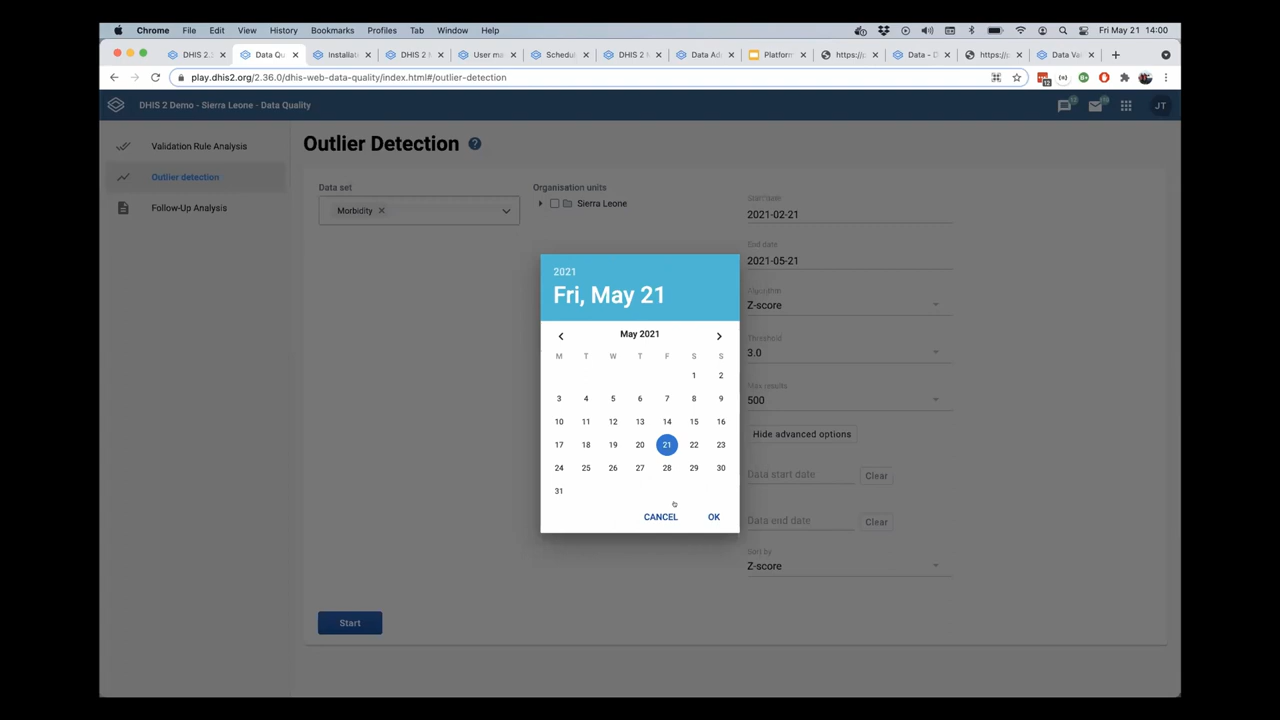 Chrome File Edit View History Bookmarks Profiles Tab Window Help Fri May 21 14:00
DHIS 2. Data Qu Installat DHIS 2 User ma Schedul DHIS 2 Data Ad Platform https:// Data - D https:// Data Va
play.dhis2.org/2.36.0/dhis-web-data-quality/index.html#/outlier-detection
DHIS 2 Demo - Sierra Leone - Data Quality JT
Validation Rule Analysis
Outlier detection
Follow-Up Analysis
Outlier Detection
Data set
Morbidity
Organisation units
Sierra Leone
Start date
2021-02-21
End date
2021-05-21
Algorithm
Z-score
Threshold
3.0
Max results
500
Hide advanced options
Data start date Clear
Data end date Clear
Sort by
Z-score
Start
2021
Fri, May 21
May 2021
M T W T F S S
1 2
3 4 5 6 7 8 9
10 11 12 13 14 15 16
17 18 19 20 21 22 23
24 25 26 27 28 29 30
31
CANCEL OK